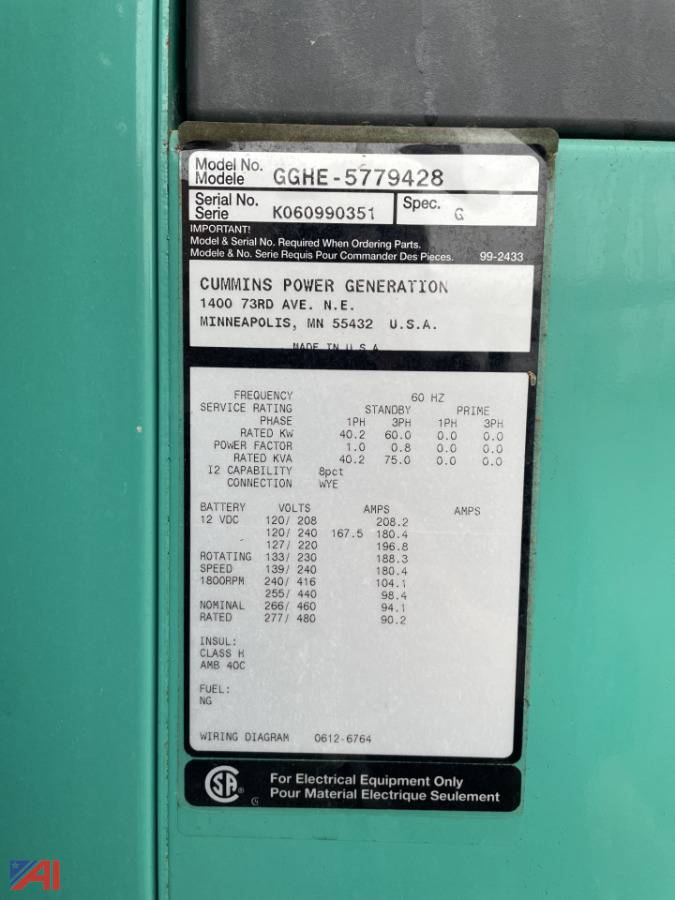 Model No. GGHE-5779428
Modele
Serial No. K060990351 Spec. G
Serie
IMPORTANT!
Model & Serial No. Required When Ordering Parts.
Modele & No. Serie Requis Pour Commander Des Pieces. 99-2433
CUMMINS POWER GENERATION
1400 73RD AVE. N.E.
MINNEAPOLIS, MN 55432 U.S.A.
MADE IN U.S.A.
FREQUENCY 60 HZ
SERVICE RATING STANDBY PRIME
PHASE 1PH 3PH 1PH 3PH
RATED KW 40.2 60.0 0.0 0.0
POWER FACTOR 1.0 0.8 0.0 0.0
RATED KVA 40.2 75.0 0.0 0.0
I2 CAPABILITY 8pct
CONNECTION WYE
BATTERY VOLTS AMPS AMPS
12 VDC 120/ 208 208.2
120/ 240 167.5 180.4
127/ 220 196.8
ROTATING 133/ 230 188.3
SPEED 139/ 240 180.4
1800RPM 240/ 416 104.1
255/ 440 98.4
NOMINAL 266/ 460 94.1
RATED 277/ 480 90.2
INSUL:
CLASS H
AMB 40C
FUEL:
NG
WIRING DIAGRAM 0612-6764
CSA
For Electrical Equipment Only
Pour Material Electrique Seulement
AI